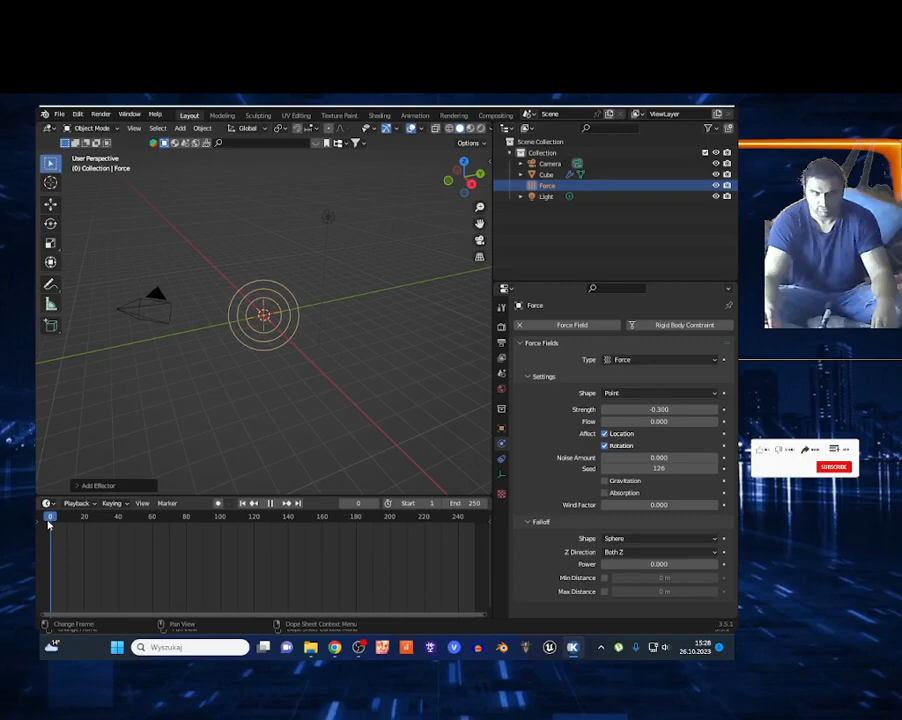 File Edit Render Window Help Layout Modeling Sculpting UV Editing Texture Paint Shading Animation Rendering Compositing Scene ViewLayer
Object Mode View Select Add Object Global
Options
User Perspective
(0) Collection | Force
Scene Collection
Collection
Camera
Cube
Force
Light
Force
Force Field Rigid Body Constraint
Force Fields
Type Force
Settings
Shape Point
Strength -0.300
Flow 0.000
Affect Location
Rotation
Noise Amount 0.000
Seed 126
Gravitation
Absorption
Wind Factor 0.000
Falloff
Shape Sphere
Z Direction Both Z
Power 0.000
Min Distance 0 m
Max Distance 0 m
Add Effector
Playback Keying View Marker 0 Start 1 End 250
0 20 40 60 80 100 120 140 160 180 200 220 240
Change Frame Pan View Dope Sheet Context Menu 3.5.1
SUBSCRIBE
14°
Wyszukaj
15:28
26.10.2023